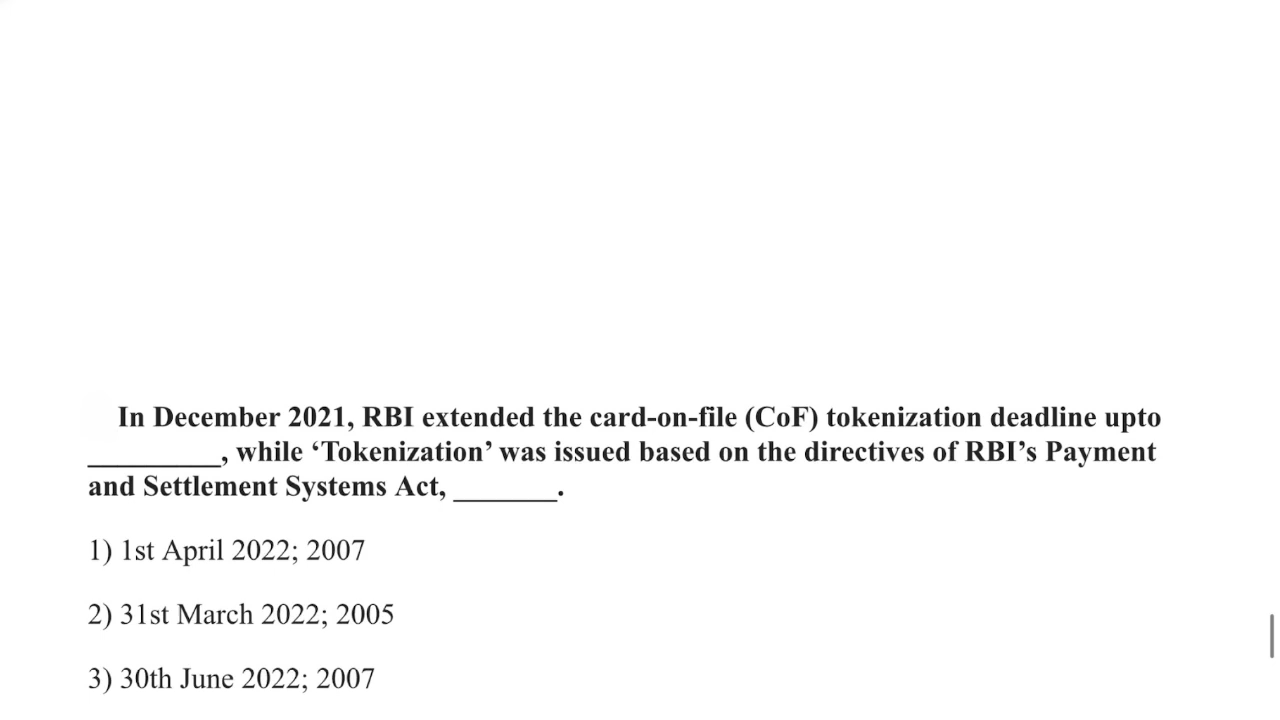 In December 2021, RBI extended the card-on-file (CoF) tokenization deadline upto
_________, while ‘Tokenization’ was issued based on the directives of RBI’s Payment
and Settlement Systems Act, _______.
1) 1st April 2022; 2007
2) 31st March 2022; 2005
3) 30th June 2022; 2007